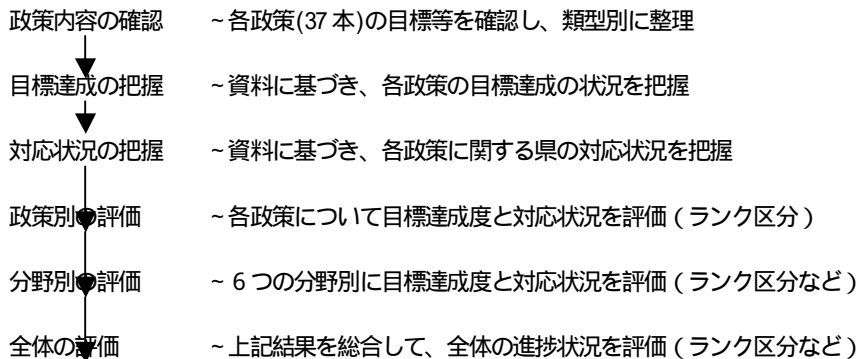 政策内容の確認　~各政策(37本)の目標等を確認し、類型別に整理
目標達成の把握　~資料に基づき、各政策の目標達成の状況を把握
対応状況の把握　~資料に基づき、各政策に関する県の対応状況を把握
政策別の評価　~各政策について目標達成度と対応状況を評価(ランク区分)
分野別の評価　~6つの分野別に目標達成度と対応状況を評価(ランク区分など)
全体の評価　~上記結果を総合して、全体の進捗状況を評価(ランク区分など)